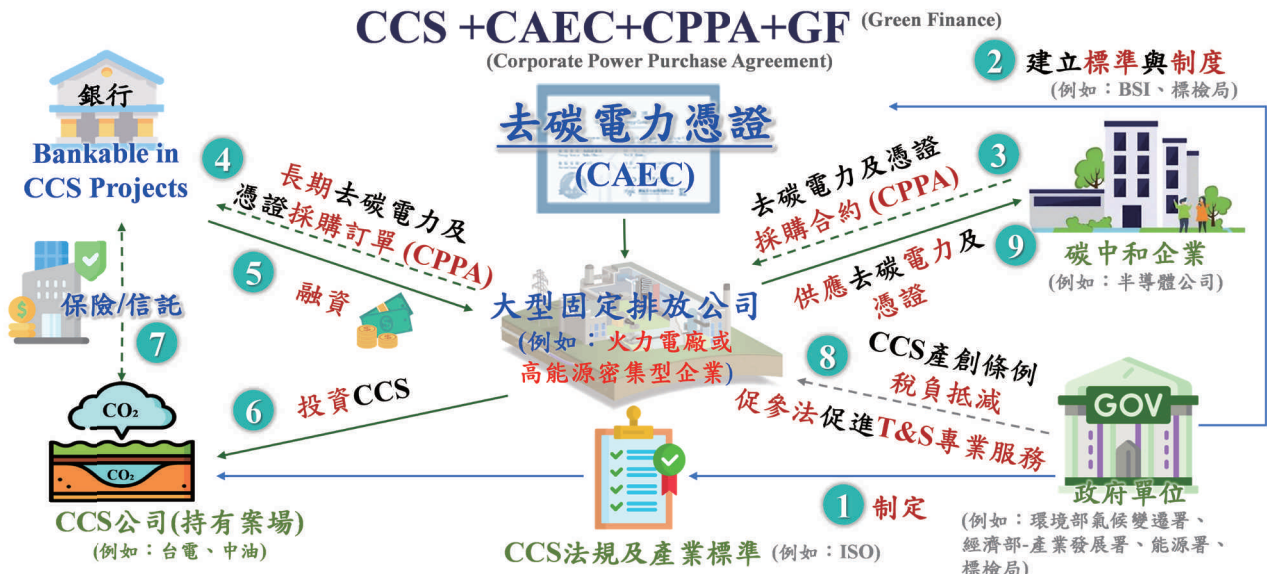 CCS +CAEC+CPPA+GF (Green Finance)
(Corporate Power Purchase Agreement)
2 建立標準與制度
(例如：BSI、標檢局)
銀行
Bankable in
CCS Projects
去碳電力憑證
(CAEC)
4 長期去碳電力及
憑證採購訂單 (CPPA)
5 融資
3 去碳電力及憑證
採購合約 (CPPA)
9 供應去碳電力及
憑證
碳中和企業
(例如：半導體公司)
保險/信託
7
大型固定排放公司
(例如：火力電廠或
高能源密集型企業)
8 CCS產創條例
稅負抵減
促參法促進T&S專業服務
6 投資CCS
CO₂
CO₂
CCS公司(持有案場)
(例如：台電、中油)
CCS法規及產業標準 (例如：ISO)
1 制定
GOV
政府單位
(例如：環境部氣候變遷署、
經濟部-產業發展署、能源署、
標檢局)